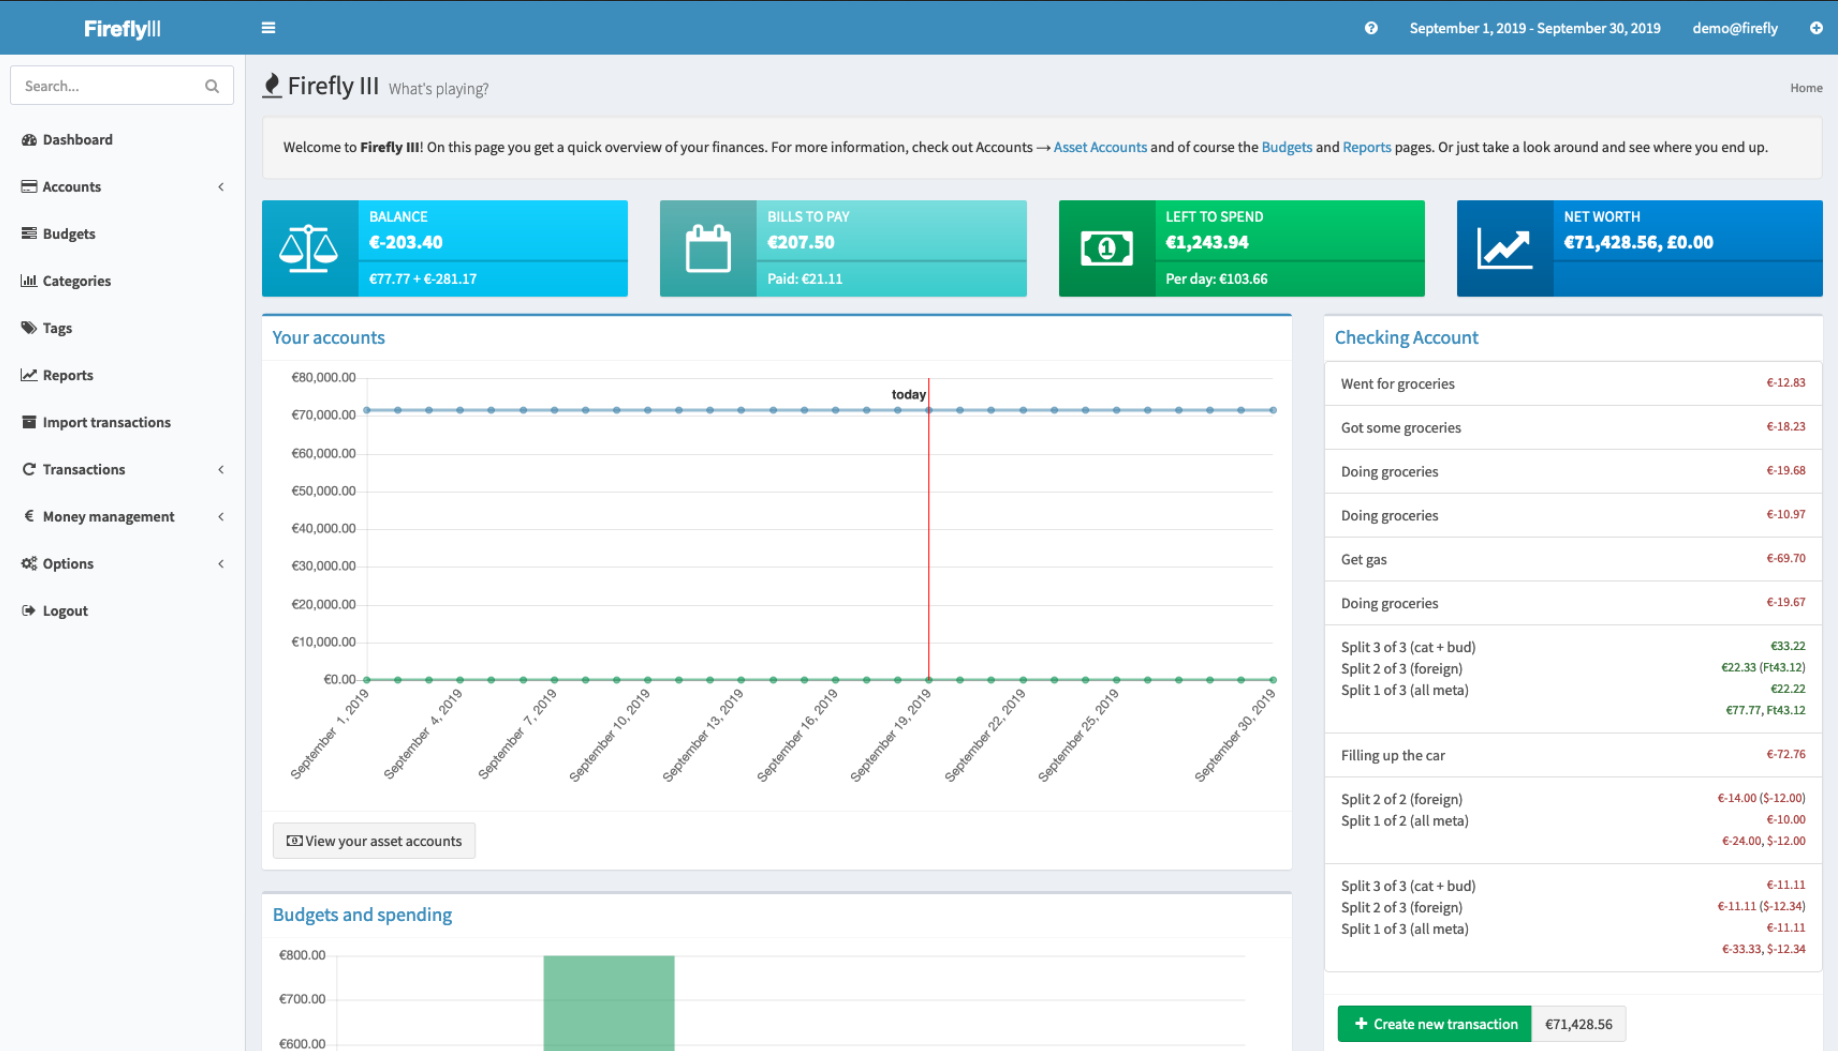 FireflyIII
September 1, 2019 - September 30, 2019
demo@firefly
Search...
Dashboard
Accounts
Budgets
Categories
Tags
Reports
Import transactions
Transactions
€ Money management
Options
Logout
Firefly III What's playing?
Home
Welcome to Firefly III! On this page you get a quick overview of your finances. For more information, check out Accounts → Asset Accounts and of course the Budgets and Reports pages. Or just take a look around and see where you end up.
BALANCE
€-203.40
€77.77 + €-281.17
BILLS TO PAY
€207.50
Paid: €21.11
1
LEFT TO SPEND
€1,243.94
Per day: €103.66
NET WORTH
€71,428.56, £0.00
Your accounts
€80,000.00
today
€70,000.00
€60,000.00
€50,000.00
€40,000.00
€30,000.00
€20,000.00
€10,000.00
€0.00
September 1, 2019
September 4, 2019
September 7, 2019
September 10, 2019
September 13, 2019
September 16, 2019
September 19, 2019
September 22, 2019
September 25, 2019
September 30, 2019
View your asset accounts
Budgets and spending
€800.00
€700.00
€600.00
Checking Account
Went for groceries €-12.83
Got some groceries €-18.23
Doing groceries €-19.68
Doing groceries €-10.97
Get gas €-69.70
Doing groceries €-19.67
Split 3 of 3 (cat + bud) €33.22
Split 2 of 3 (foreign) €22.33 (Ft43.12)
Split 1 of 3 (all meta) €22.22
€77.77, Ft43.12
Filling up the car €-72.76
Split 2 of 2 (foreign) €-14.00 ($-12.00)
Split 1 of 2 (all meta) €-10.00
€-24.00, $-12.00
Split 3 of 3 (cat + bud) €-11.11
Split 2 of 3 (foreign) €-11.11 ($-12.34)
Split 1 of 3 (all meta) €-11.11
€-33.33, $-12.34
Create new transaction €71,428.56